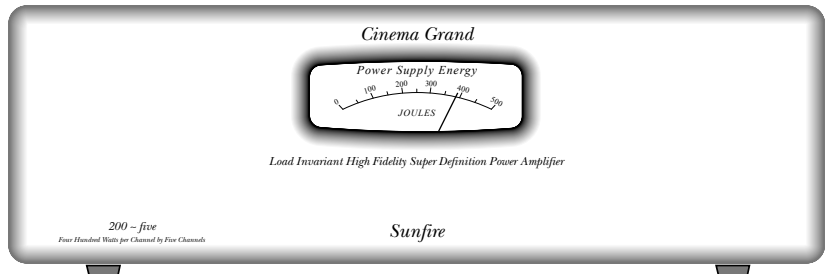 Cinema Grand
Power Supply Energy
0 100 200 300 400 500
JOULES
Load Invariant High Fidelity Super Definition Power Amplifier
200 ~ five
Four Hundred Watts per Channel by Five Channels
Sunfire